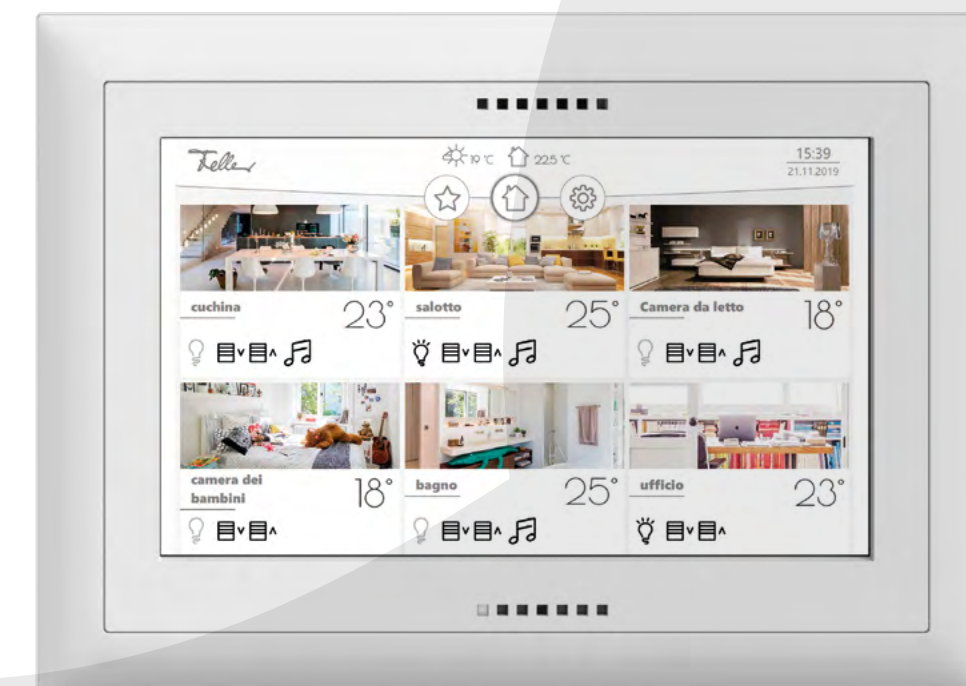 Feller
19 °C 22.5 °C
15:39
21.11.2019
cuchina 23°
salotto 25°
Camera da letto 18°
camera dei
bambini 18°
bagno 25°
ufficio 23°